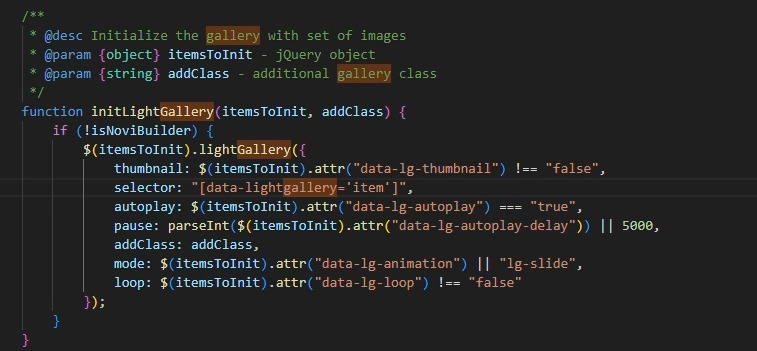 /**
 * @desc Initialize the gallery with set of images
 * @param {object} itemsToInit - jQuery object
 * @param {string} addClass - additional gallery class
 */
function initLightGallery(itemsToInit, addClass) {
    if (!isNoviBuilder) {
        $(itemsToInit).lightGallery({
            thumbnail: $(itemsToInit).attr("data-lg-thumbnail") !== "false",
            selector: "[data-lightgallery='item']",
            autoplay: $(itemsToInit).attr("data-lg-autoplay") === "true",
            pause: parseInt($(itemsToInit).attr("data-lg-autoplay-delay")) || 5000,
            addClass: addClass,
            mode: $(itemsToInit).attr("data-lg-animation") || "lg-slide",
            loop: $(itemsToInit).attr("data-lg-loop") !== "false"
        });
    }
}